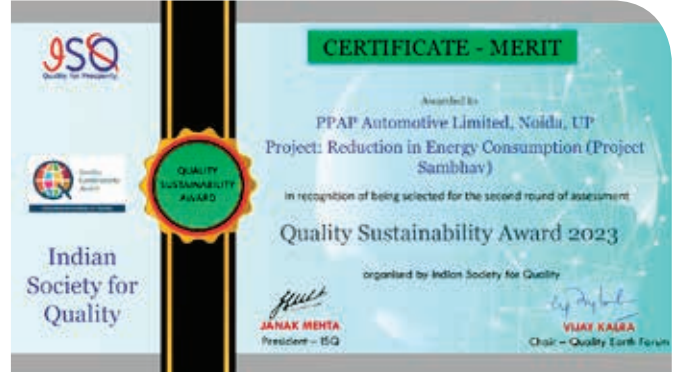 ISQ
Quality for Prosperity
Quality
Sustainability
Award
Indian
Society for
Quality
QUALITY
SUSTAINABILITY
AWARD
CERTIFICATE - MERIT
Awarded to
PPAP Automotive Limited, Noida, UP
Project: Reduction in Energy Consumption (Project
Sambhav)
in recognition of being selected for the second round of assessment
Quality Sustainability Award 2023
organised by Indian Society for Quality
JANAK MEHTA
President – ISQ
VIJAY KALRA
Chair – Quality Earth Forum